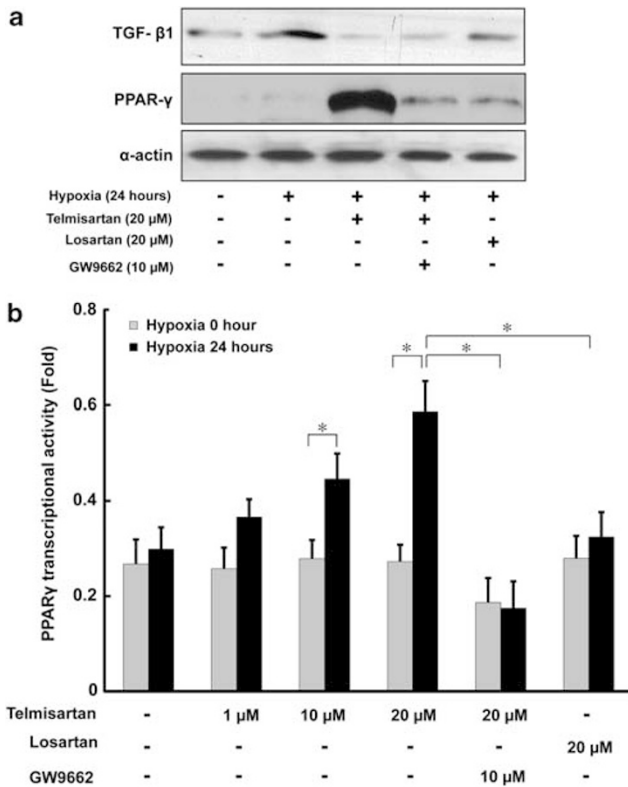 a
TGF- β1
PPAR-γ
α-actin
Hypoxia (24 hours) - + + + +
Telmisartan (20 µM) - - + + -
Losartan (20 µM) - - - - +
GW9662 (10 µM) - - - + -
b
0.8
0.6
0.4
0.2
0
PPARγ transcriptional activity (Fold)
Hypoxia 0 hour
Hypoxia 24 hours
* * * *
Telmisartan - 1 µM 10 µM 20 µM 20 µM -
Losartan - - - - - 20 µM
GW9662 - - - - 10 µM -